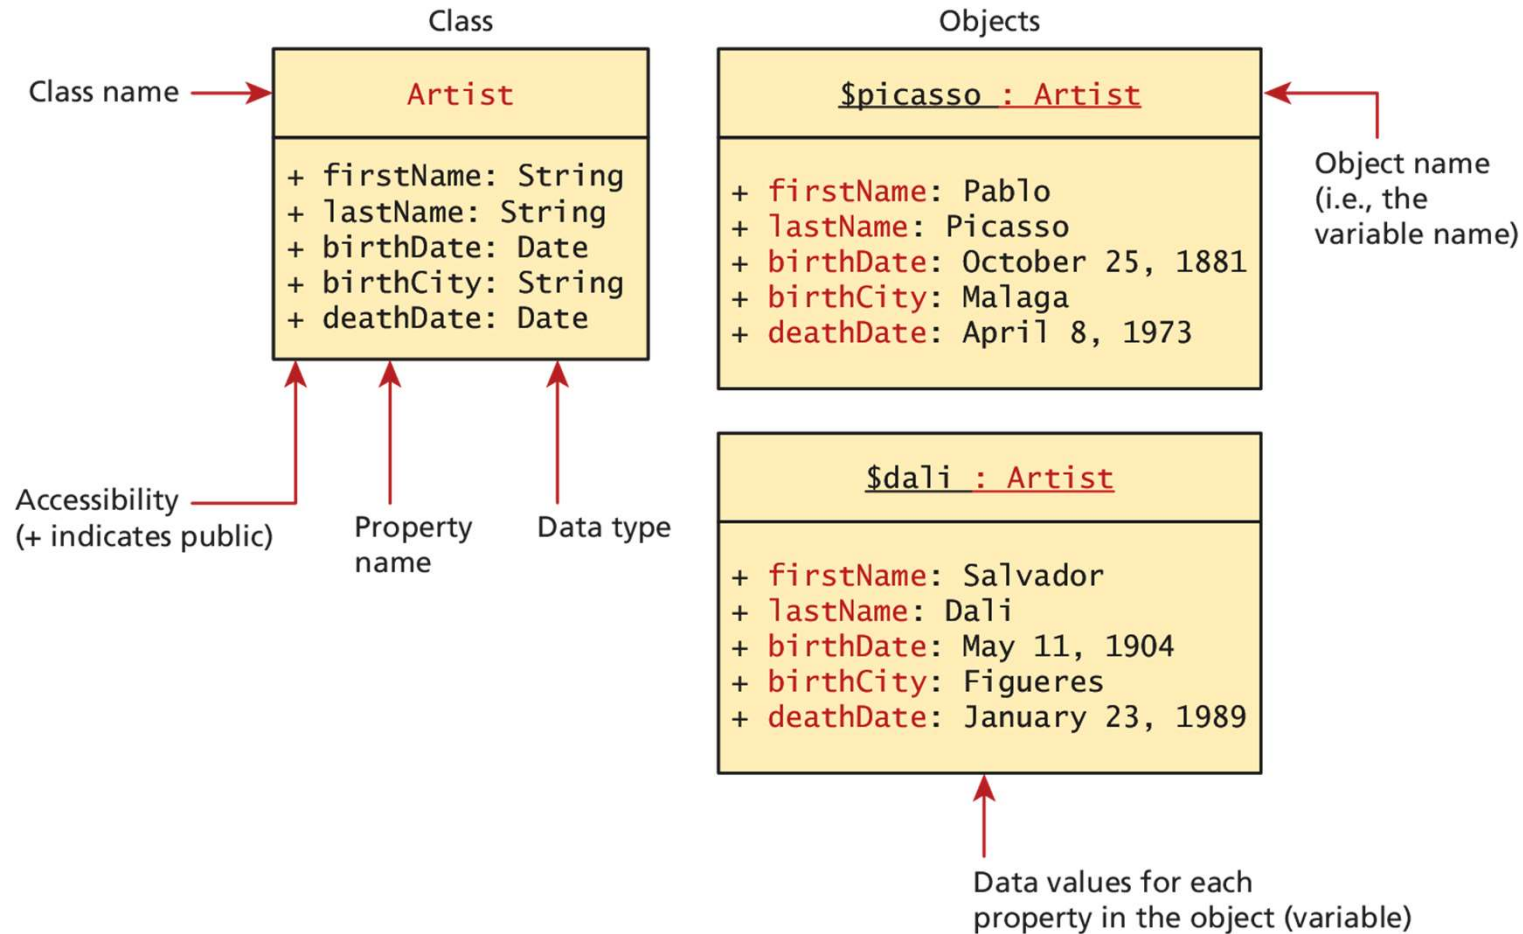 Class
Class name
Artist
+ firstName: String
+ lastName: String
+ birthDate: Date
+ birthCity: String
+ deathDate: Date
Accessibility
(+ indicates public)
Property
name
Data type
Objects
$picasso : Artist
+ firstName: Pablo
+ lastName: Picasso
+ birthDate: October 25, 1881
+ birthCity: Malaga
+ deathDate: April 8, 1973
Object name
(i.e., the
variable name)
$dali : Artist
+ firstName: Salvador
+ lastName: Dali
+ birthDate: May 11, 1904
+ birthCity: Figueres
+ deathDate: January 23, 1989
Data values for each
property in the object (variable)